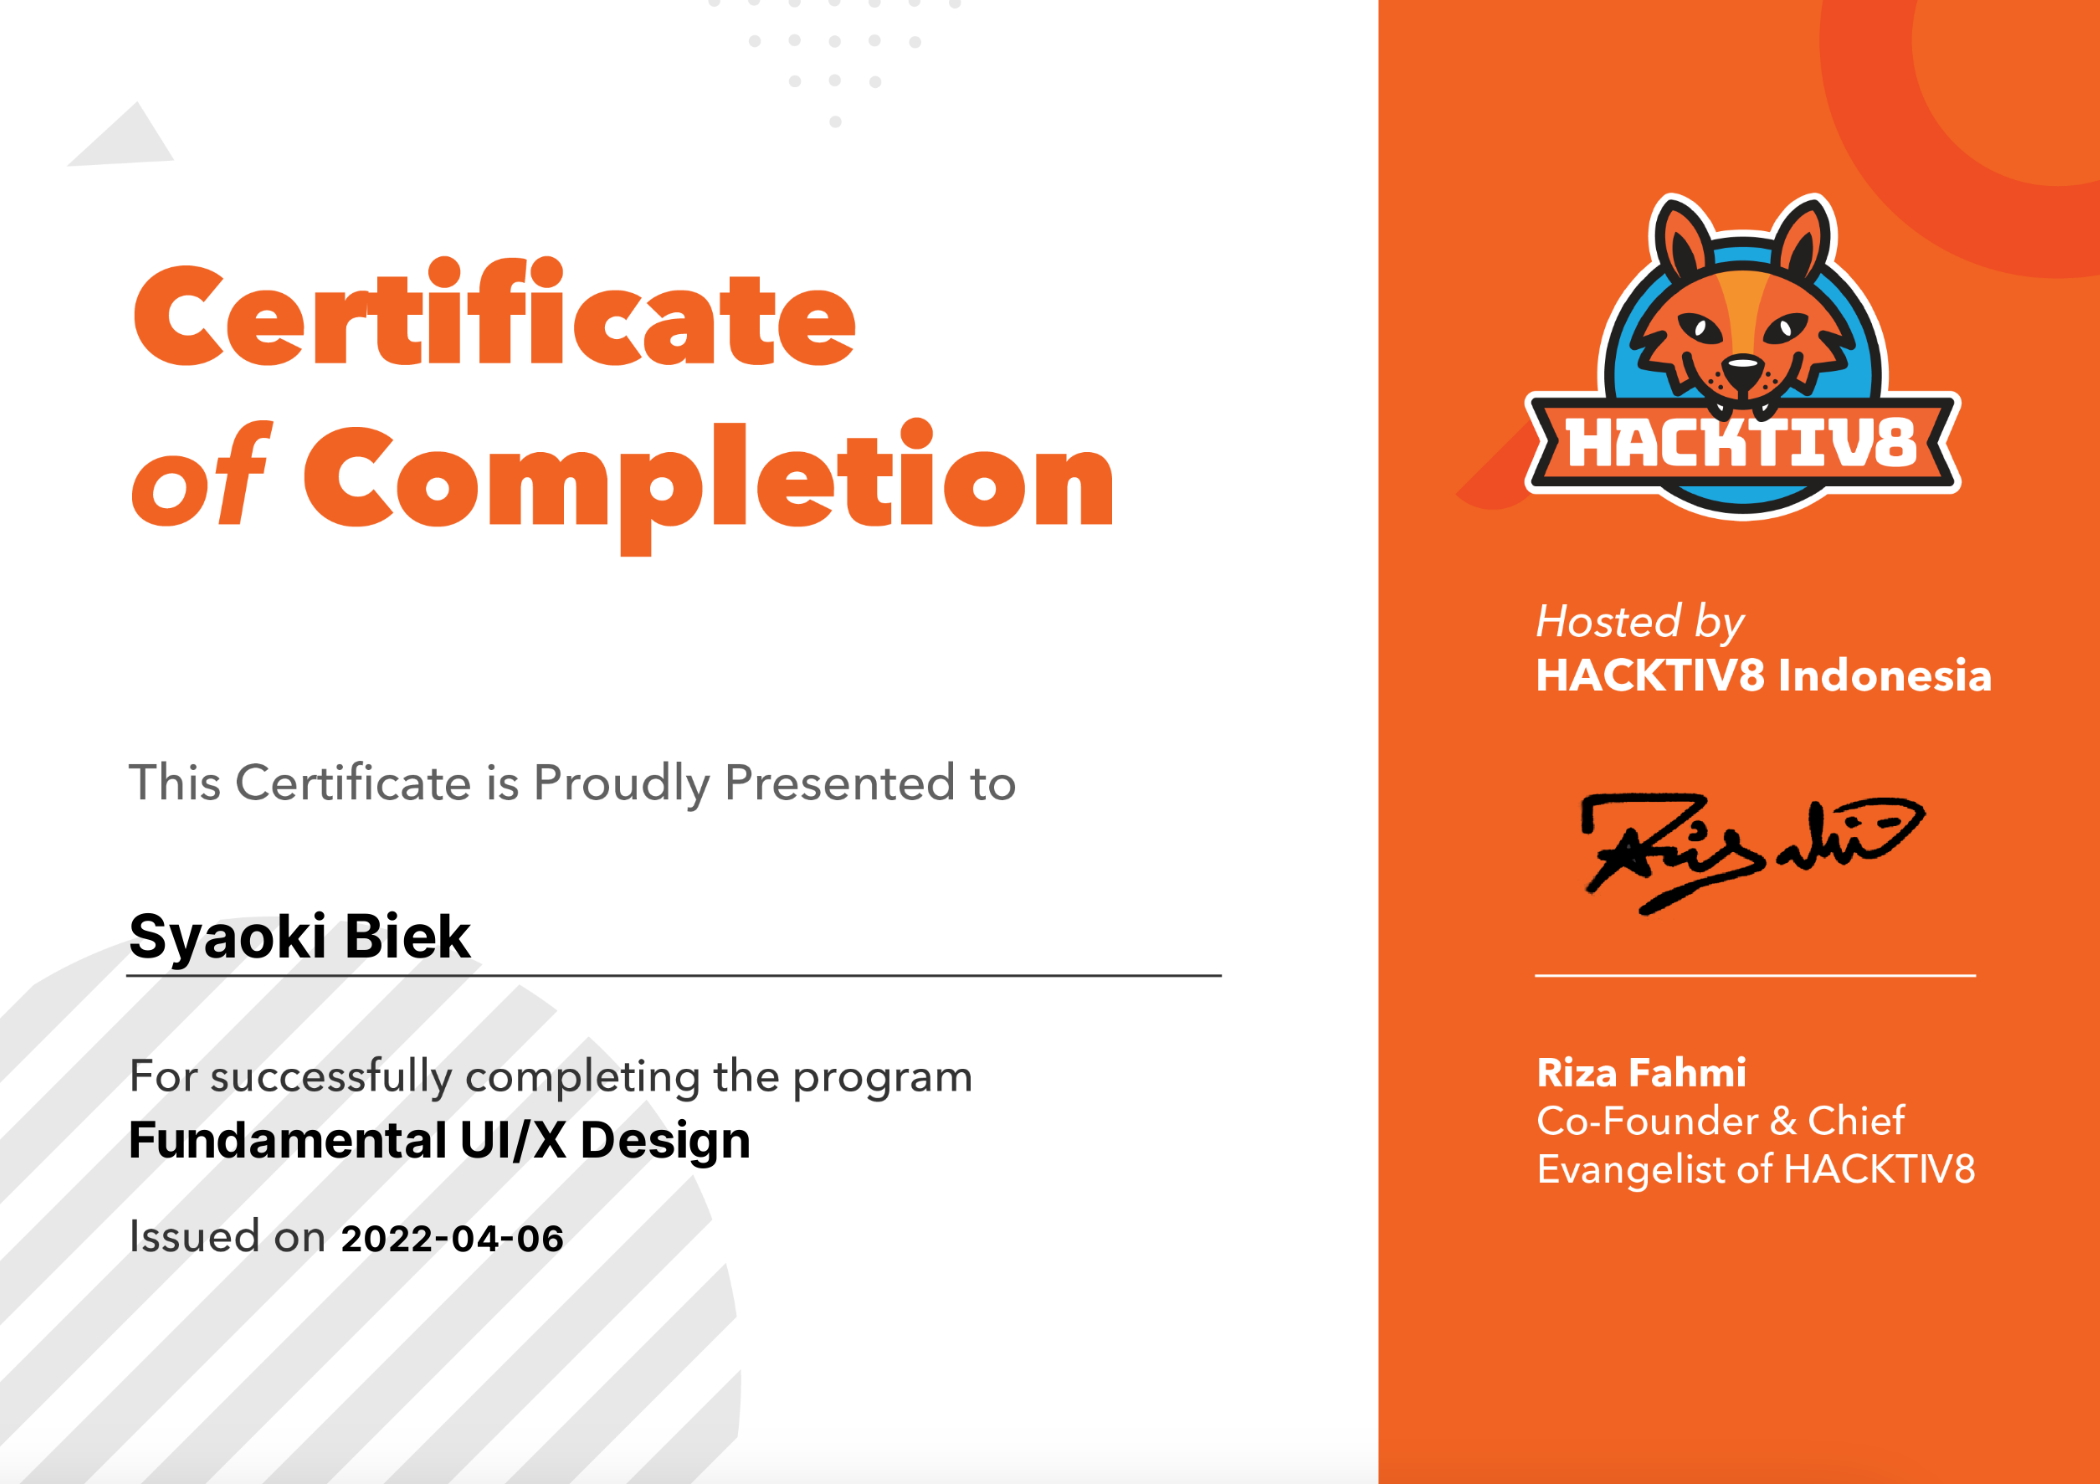 Certificate
of Completion
This Certificate is Proudly Presented to
Syaoki Biek
For successfully completing the program
Fundamental UI/X Design
Issued on 2022-04-06
HACKTIV8
Hosted by
HACKTIV8 Indonesia
Riza Fahmi
Co-Founder & Chief
Evangelist of HACKTIV8